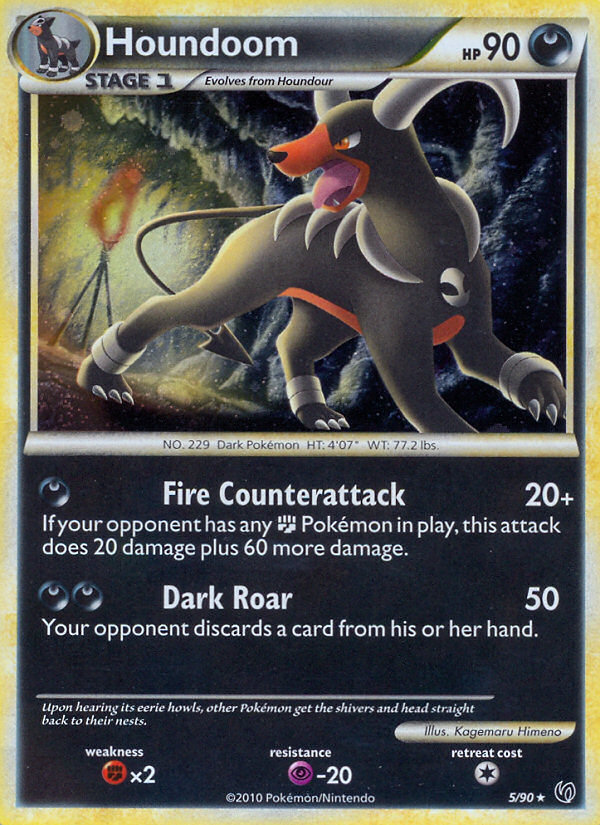 Houndoom
HP 90
STAGE 1
Evolves from Houndour
NO. 229 Dark Pokémon HT: 4'07" WT: 77.2 lbs.
Fire Counterattack 20+
If your opponent has any Pokémon in play, this attack
does 20 damage plus 60 more damage.
Dark Roar 50
Your opponent discards a card from his or her hand.
Upon hearing its eerie howls, other Pokémon get the shivers and head straight
back to their nests.
Illus. Kagemaru Himeno
weakness resistance retreat cost
×2 -20
©2010 Pokémon/Nintendo 5/90 ★